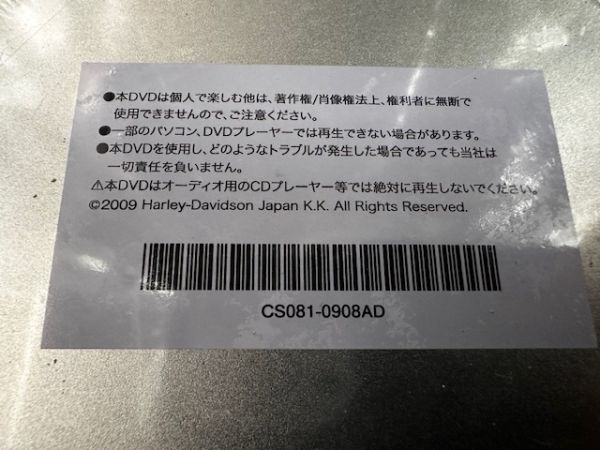 ●本DVDは個人で楽しむ他は、著作権/肖像権法上、権利者に無断で
使用できませんので、ご注意ください。
●一部のパソコン、DVDプレーヤーでは再生できない場合があります。
●本DVDを使用し、どのようなトラブルが発生した場合であっても当社は
一切責任を負いません。
⚠本DVDはオーディオ用のCDプレーヤー等では絶対に再生しないでください。
©2009 Harley-Davidson Japan K.K. All Rights Reserved.
CS081-0908AD